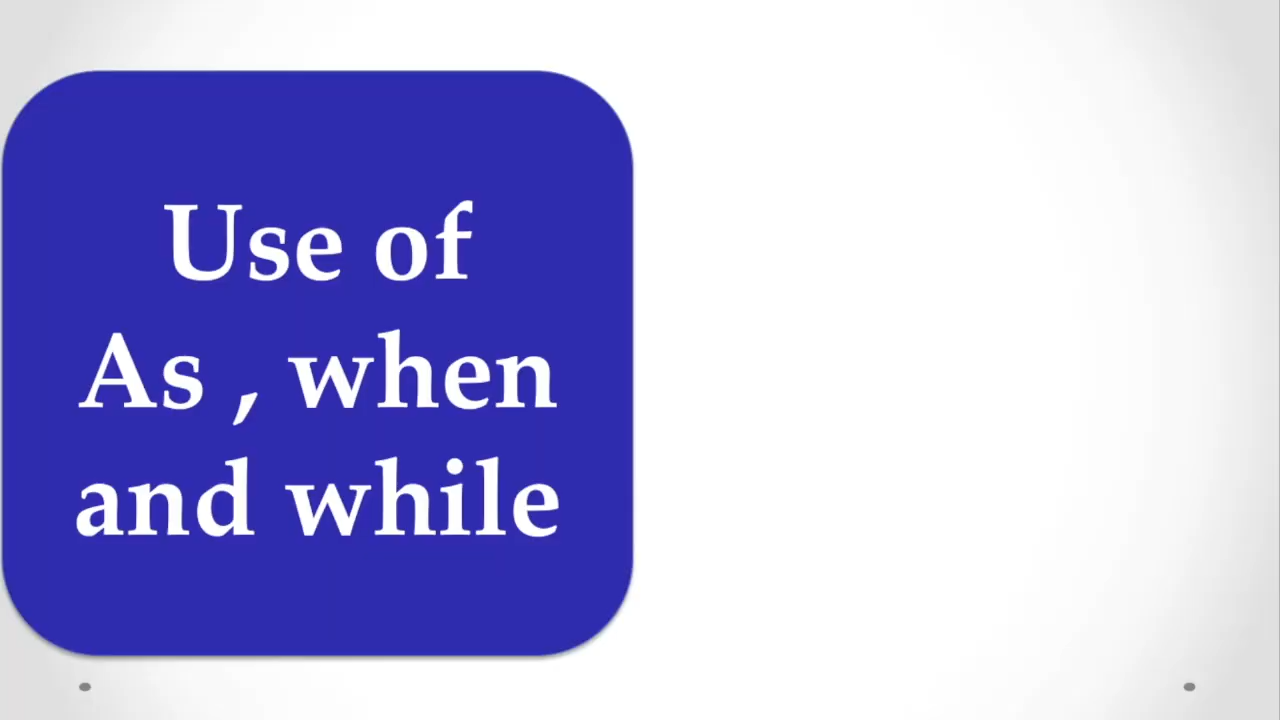 Use of
As , when
and while